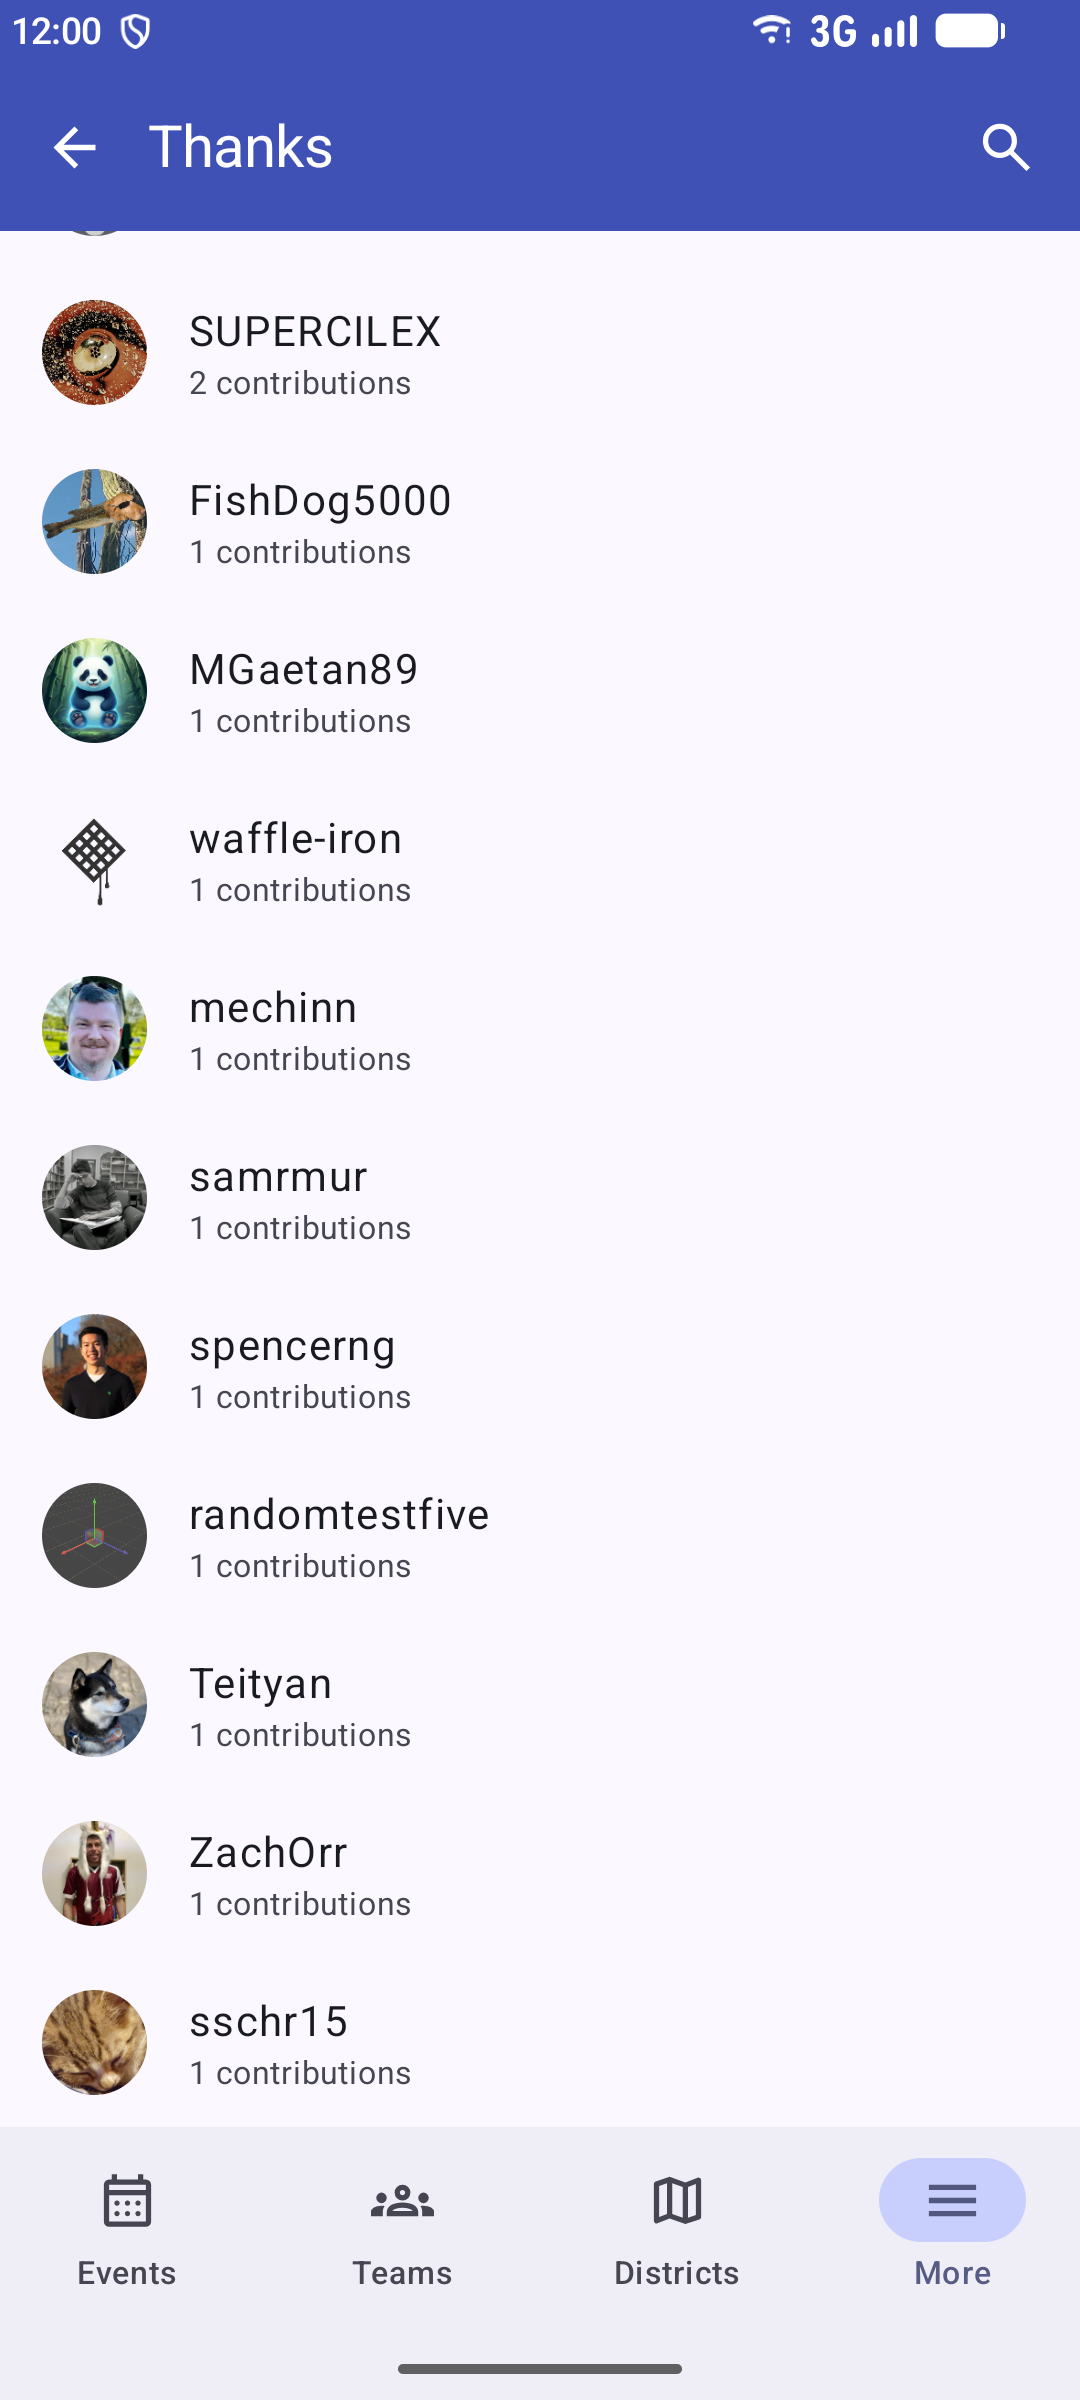 12:00
3G
Thanks
SUPERCILEX
2 contributions
FishDog5000
1 contributions
MGaetan89
1 contributions
waffle-iron
1 contributions
mechinn
1 contributions
samrmur
1 contributions
spencerng
1 contributions
randomtestfive
1 contributions
Teityan
1 contributions
ZachOrr
1 contributions
sschr15
1 contributions
Events
Teams
Districts
More